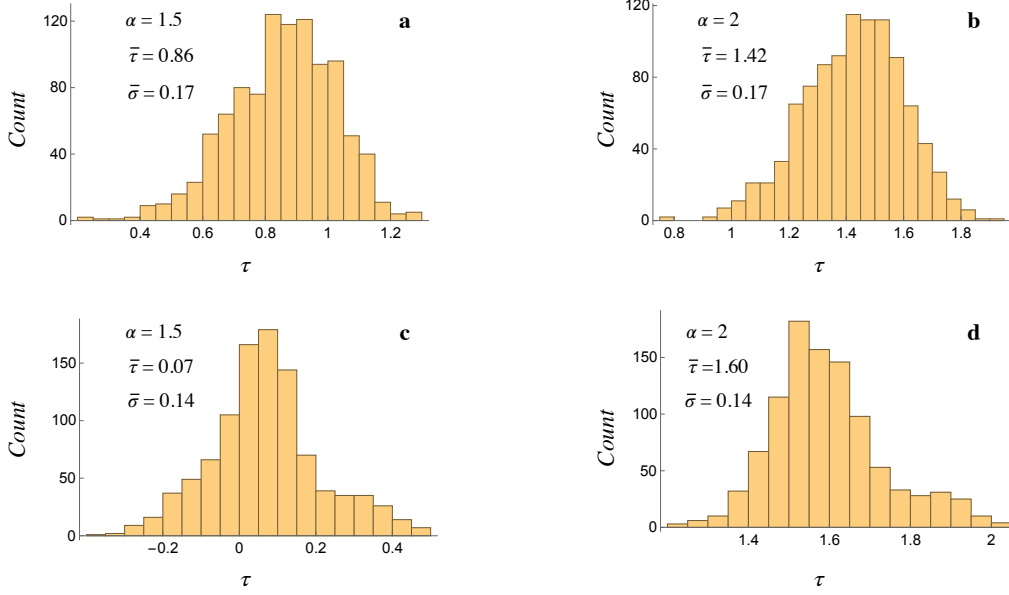 a
α = 1.5
τ̄ = 0.86
σ̄ = 0.17
Count
120
80
40
0
0.4 0.6 0.8 1 1.2
τ
b
α = 2
τ̄ = 1.42
σ̄ = 0.17
Count
120
80
40
0
0.8 1 1.2 1.4 1.6 1.8
τ
c
α = 1.5
τ̄ = 0.07
σ̄ = 0.14
Count
150
100
50
0
−0.2 0 0.2 0.4
τ
d
α = 2
τ̄ =1.60
σ̄ = 0.14
Count
150
100
50
0
1.4 1.6 1.8 2
τ